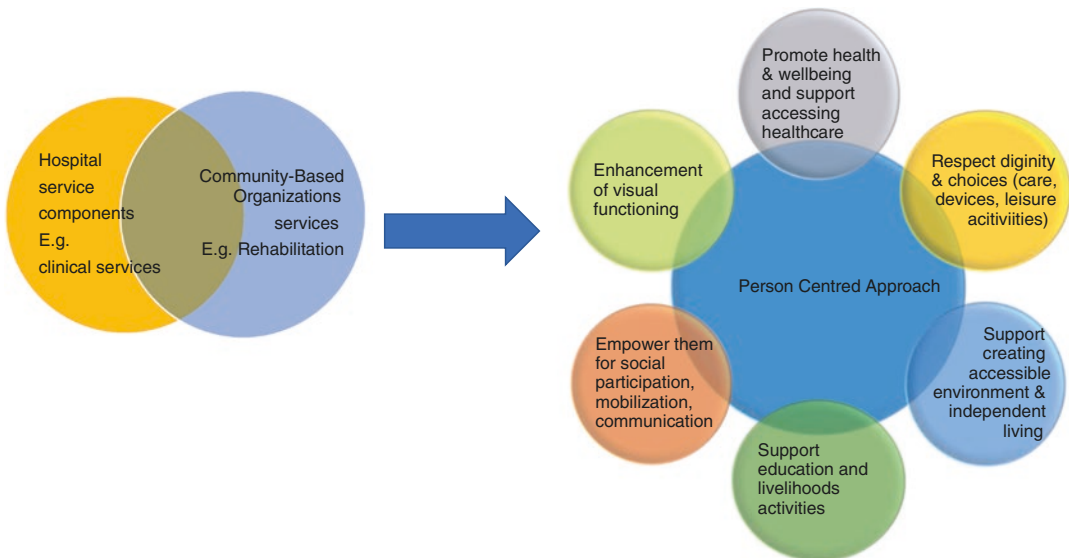 Hospital
service
components
E.g.
clinical services
Community-Based
Organizations
services
E.g. Rehabilitation
Promote health
& wellbeing
and support
accessing
healthcare
Respect diginity
& choices (care,
devices, leisure
acitiviities)
Support
creating
accessible
environment &
independent
living
Support
education and
livelihoods
activities
Empower them
for social
participation,
mobilization,
communication
Enhancement
of visual
functioning
Person Centred Approach